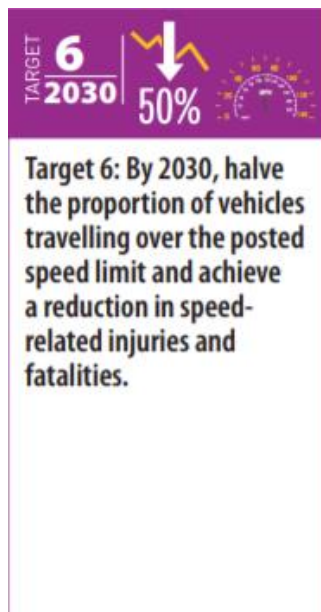 TARGET
6
2030
50%
Target 6: By 2030, halve
the proportion of vehicles
travelling over the posted
speed limit and achieve
a reduction in speed-
related injuries and
fatalities.